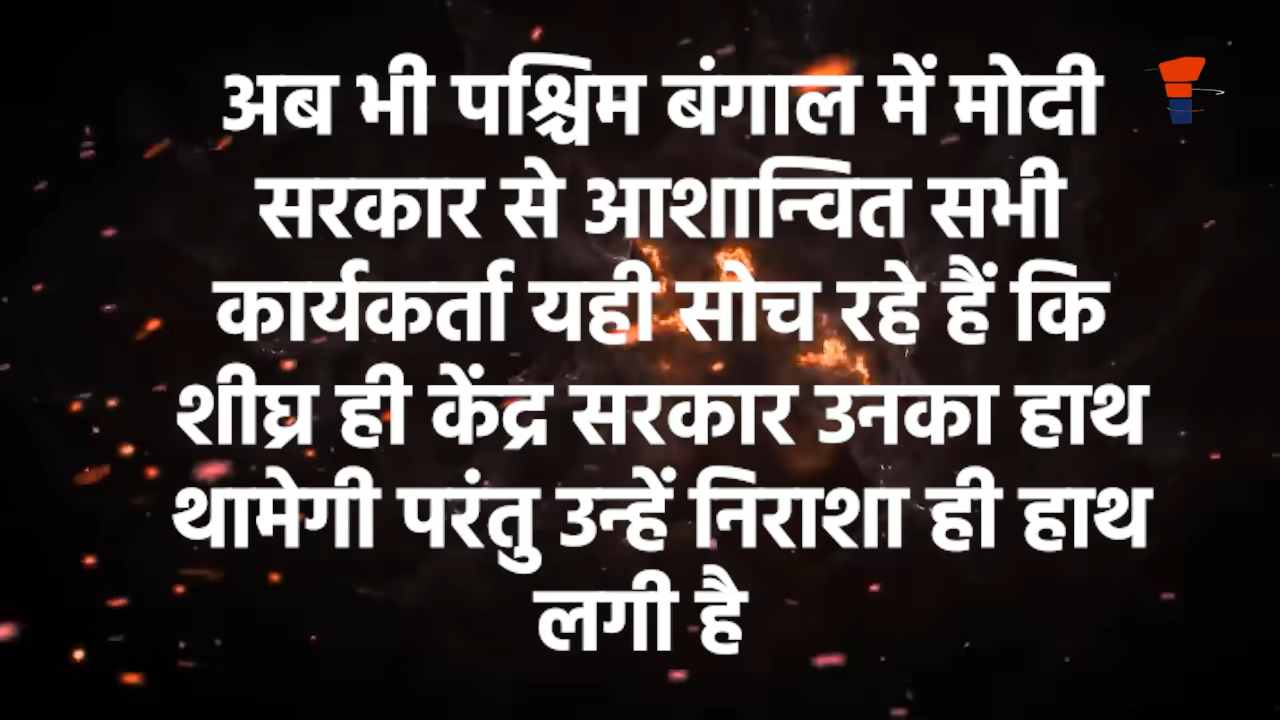 अब भी पश्चिम बंगाल में मोदी
सरकार से आशान्वित सभी
कार्यकर्ता यही सोच रहे हैं कि
शीघ्र ही केंद्र सरकार उनका हाथ
थामेगी परंतु उन्हें निराशा ही हाथ
लगी है